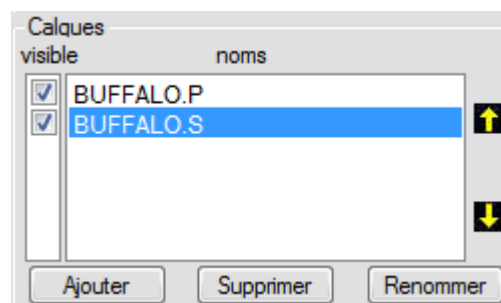 Calques
visible noms
BUFFALO.P
BUFFALO.S
Ajouter Supprimer Renommer